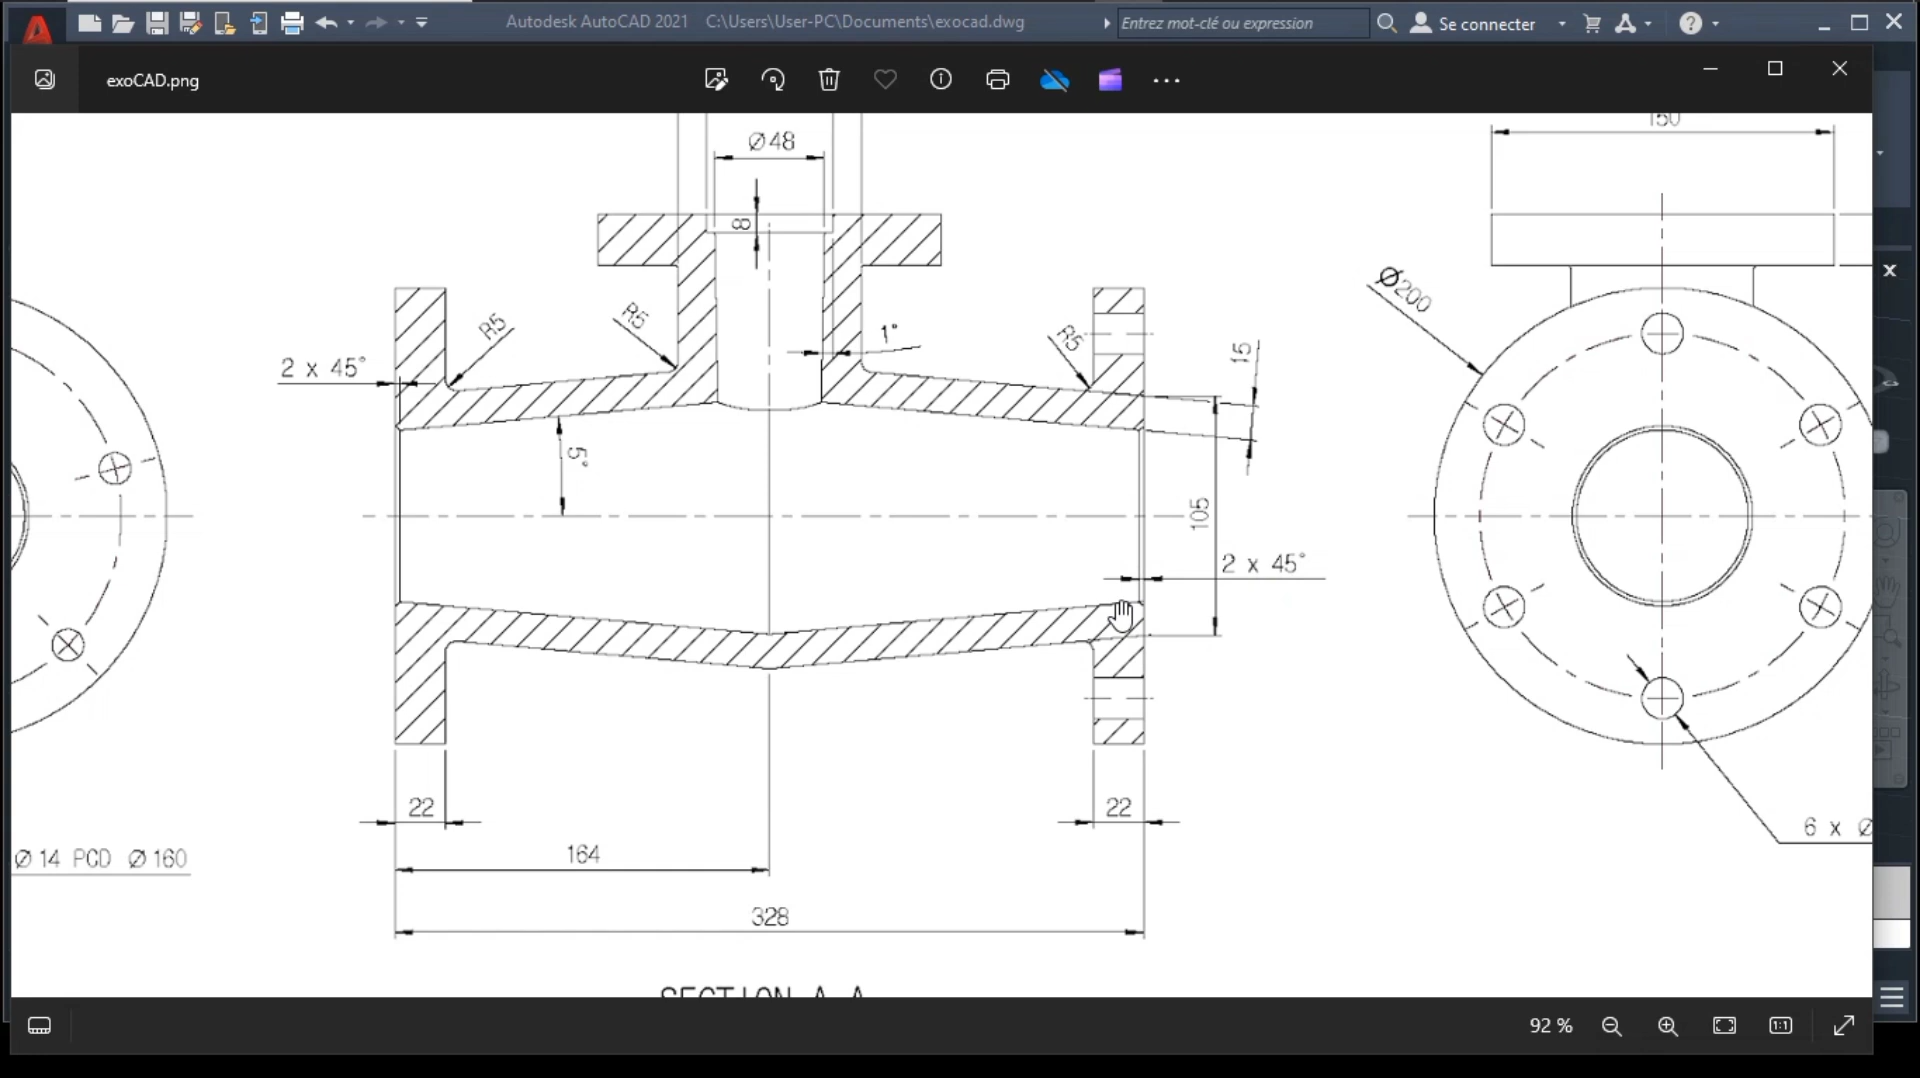 Autodesk AutoCAD 2021 C:\Users\User-PC\Documents\exocad.dwg
Entrez mot-clé ou expression
Se connecter
exoCAD.png
150
Ø48
8
Ø200
R5
R5
1°
R5
15
2 x 45°
5°
105
2 x 45°
22
22
6 x Ø
164
Ø14 PCD Ø160
328
SECTION A A
92 %
1:1